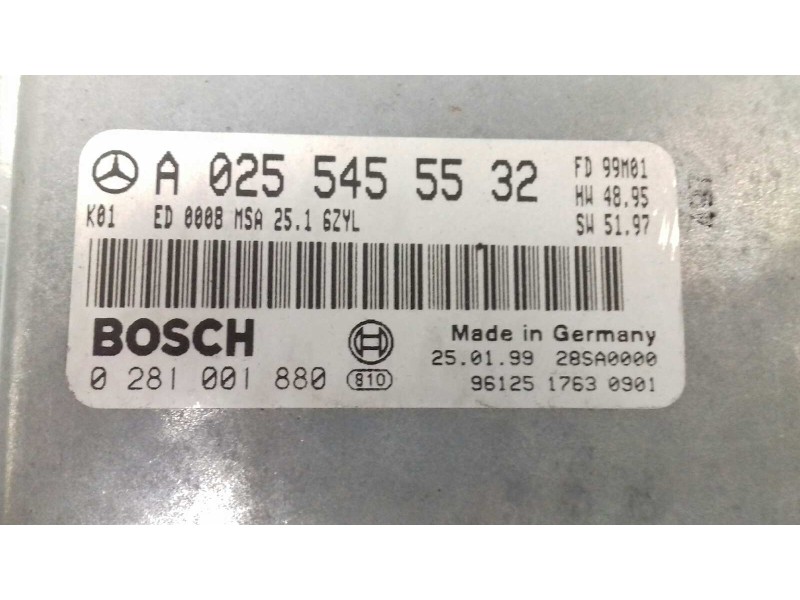 A 025 545 55 32 FD 99M01
HW 48.95
K01 ED 0008 MSA 25.1 6ZYL SW 51.97
BOSCH
Made in Germany
25.01.99 28SA0000
0 281 001 880 810 96125 1763 0901